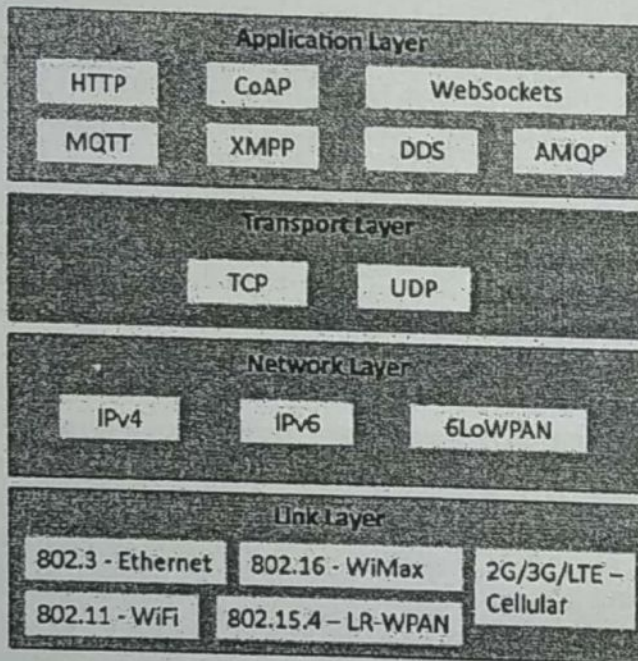 Application Layer
HTTP CoAP WebSockets
MQTT XMPP DDS AMQP
Transport Layer
TCP UDP
Network Layer
IPv4 IPv6 6LoWPAN
Link Layer
802.3 - Ethernet 802.16 - WiMax 2G/3G/LTE –
Cellular
802.11 - WiFi 802.15.4 – LR-WPAN